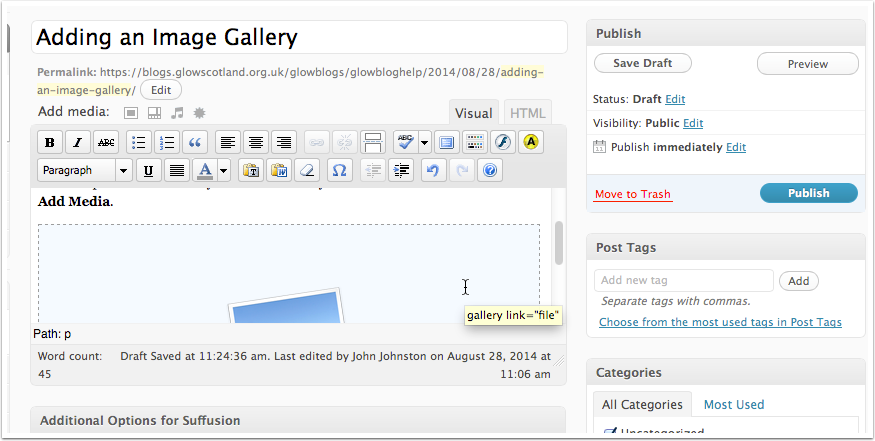 Adding an Image Gallery
Permalink: https://blogs.glowscotland.org.uk/glowblogs/glowbloghelp/2014/08/28/adding-
an-image-gallery/ Edit
Add media:
Visual HTML
B I ABC ABC A
Paragraph U A T W Ω ?
Add Media.
gallery link="file"
Path: p
Word count: Draft Saved at 11:24:36 am. Last edited by John Johnston on August 28, 2014 at
45 11:06 am
Additional Options for Suffusion
Publish
Save Draft Preview
Status: Draft Edit
Visibility: Public Edit
Publish immediately Edit
Move to Trash Publish
Post Tags
Add new tag Add
Separate tags with commas.
Choose from the most used tags in Post Tags
Categories
All Categories Most Used
Uncategorized